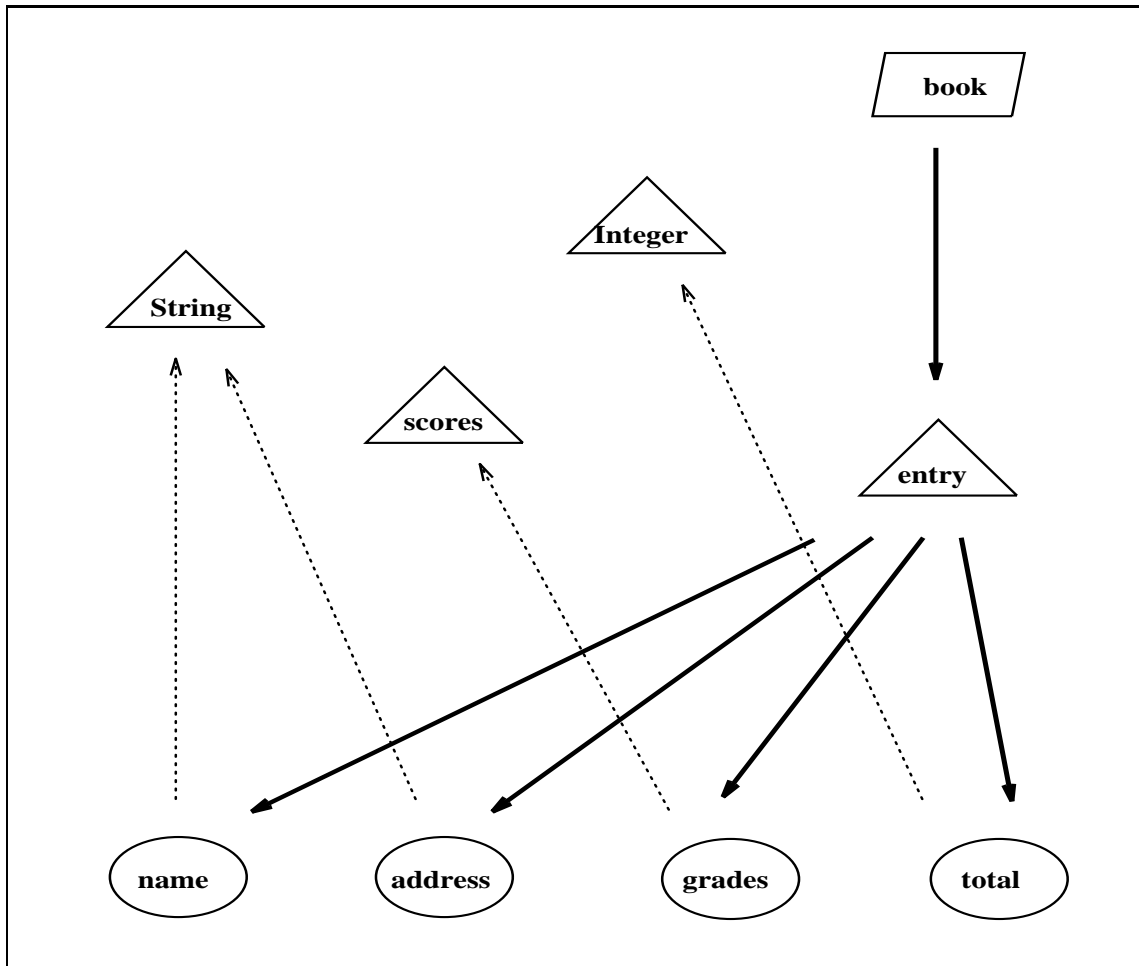 book
Integer
String
scores
entry
name
address
grades
total